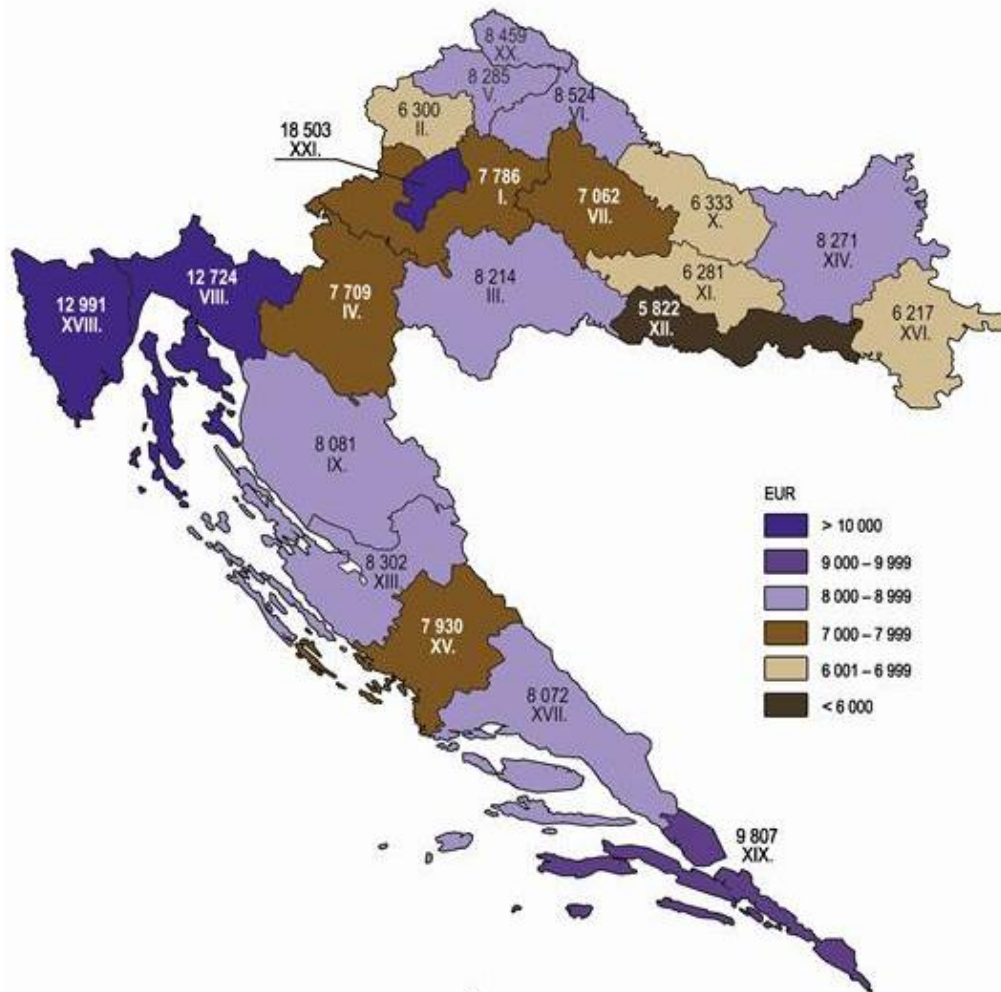 8 459
XX.
8 285
V.
8 524
VI.
6 300
II.
18 503
XXI.
7 786
I.
7 062
VII.
6 333
X.
8 271
XIV.
12 724
VIII.
12 991
XVIII.
7 709
IV.
8 214
III.
6 281
XI.
5 822
XII.
6 217
XVI.
8 081
IX.
8 302
XIII.
7 930
XV.
8 072
XVII.
9 807
XIX.
EUR
> 10 000
9 000 – 9 999
8 000 – 8 999
7 000 – 7 999
6 001 – 6 999
< 6 000